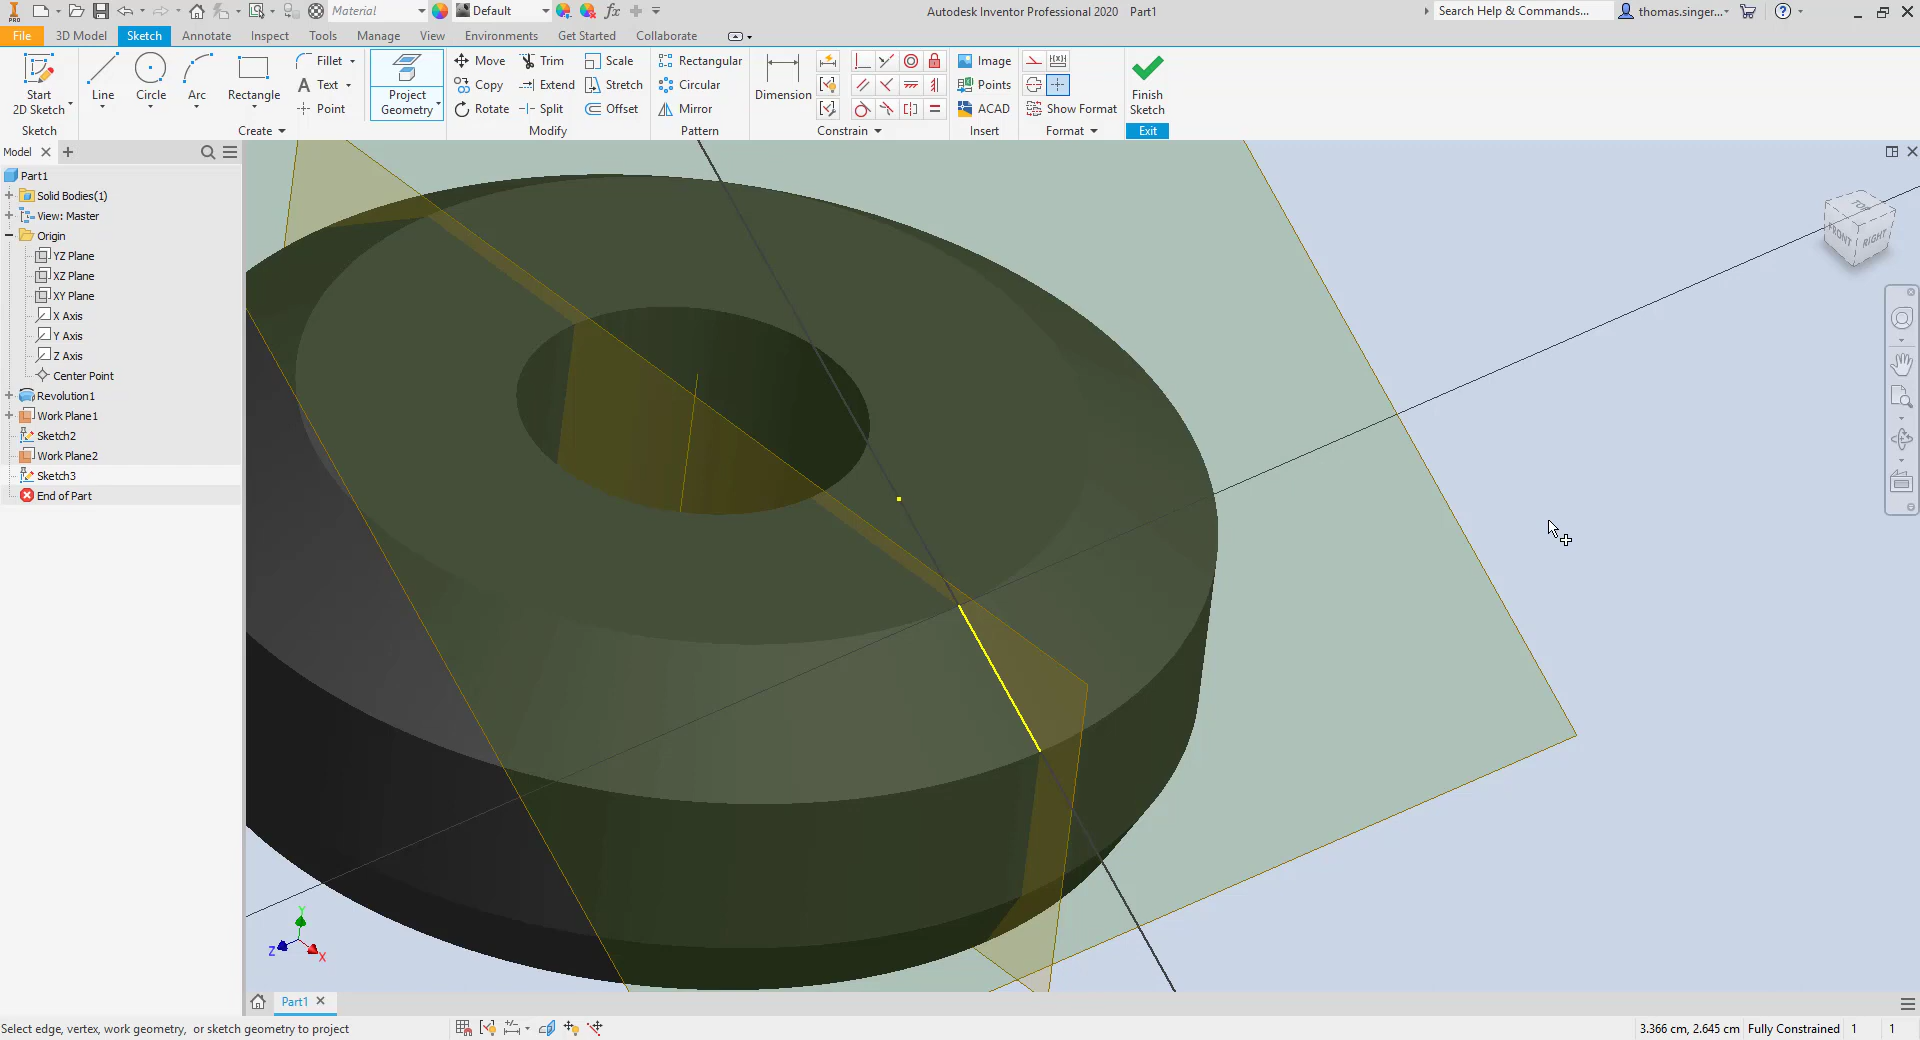 PRO
Material
Default
Autodesk Inventor Professional 2020 Part1
Search Help & Commands...
thomas.singer...
File
3D Model
Sketch
Annotate
Inspect
Tools
Manage
View
Environments
Get Started
Collaborate
Start
2D Sketch
Line
Circle
Arc
Rectangle
Fillet
Text
Point
Project
Geometry
Move
Copy
Rotate
Trim
Extend
Split
Scale
Stretch
Offset
Rectangular
Circular
Mirror
Dimension
Image
Points
ACAD
Show Format
Finish
Sketch
Sketch
Create
Modify
Pattern
Constrain
Insert
Format
Exit
Model
Part1
Solid Bodies(1)
View: Master
Origin
YZ Plane
XZ Plane
XY Plane
X Axis
Y Axis
Z Axis
Center Point
Revolution1
Work Plane1
Sketch2
Work Plane2
Sketch3
End of Part
TOP
FRONT
RIGHT
Y
Z
X
Part1
Select edge, vertex, work geometry, or sketch geometry to project
3.366 cm, 2.645 cm Fully Constrained 1 1